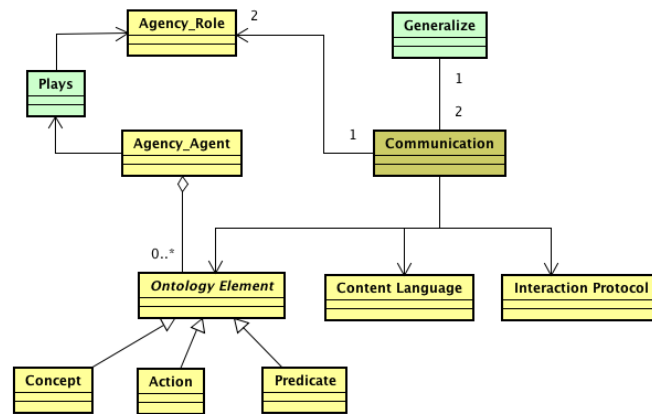 Agency_Role
2
Generalize
Plays
1
2
Agency_Agent
1
Communication
0..*
Ontology Element
Content Language
Interaction Protocol
Concept
Action
Predicate